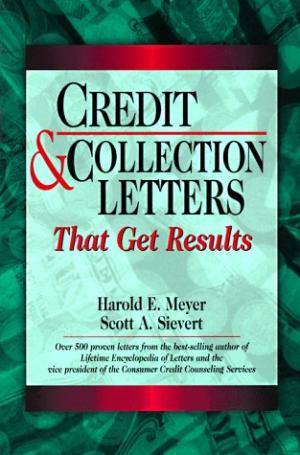 CREDIT
& COLLECTION
LETTERS
That Get Results
Harold E. Meyer
Scott A. Sievert
Over 500 proven letters from the best-selling author of
Lifetime Encyclopedia of Letters and the
vice president of the Consumer Credit Counseling Services